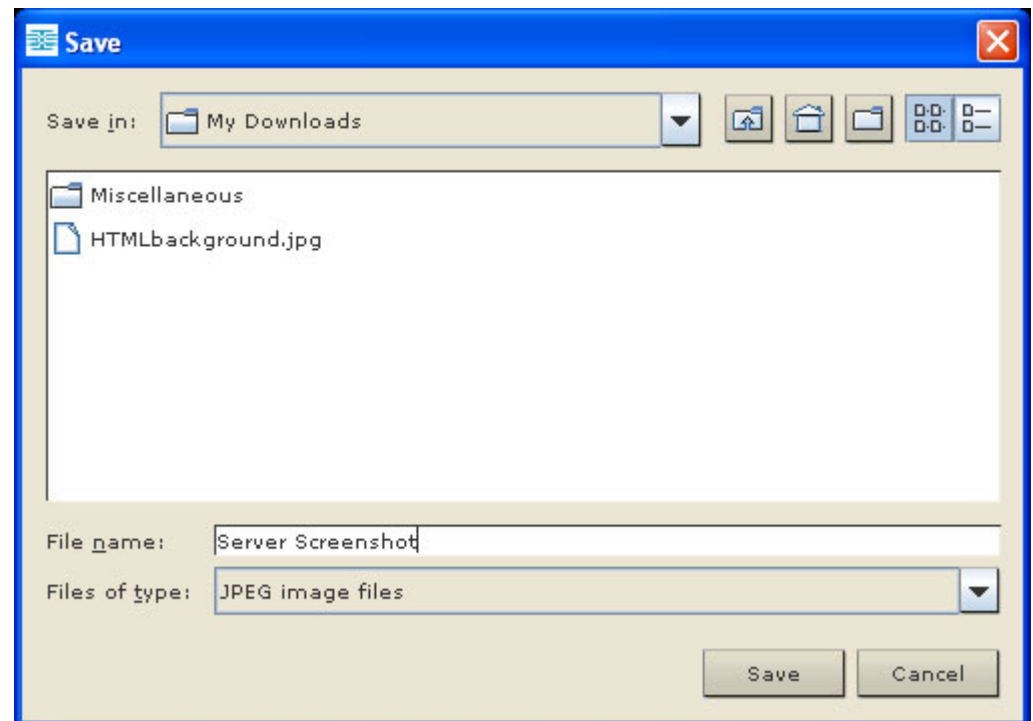 Save
Save in: My Downloads
Miscellaneous
HTMLbackground.jpg
File name: Server Screenshot
Files of type: JPEG image files
Save Cancel